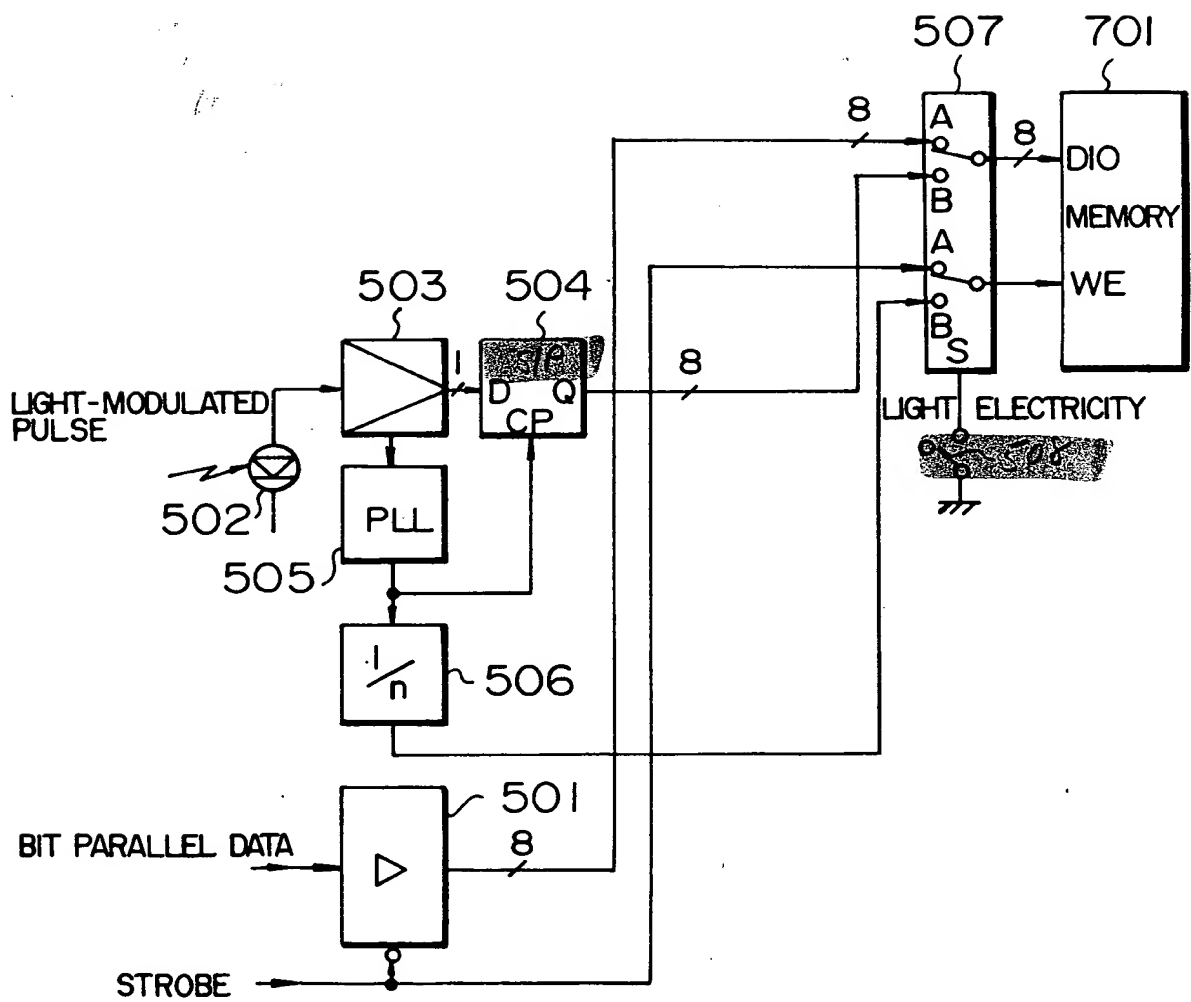 507 701
8 A 8 DIO
B MEMORY
A
WE
B
S
503 504
1 S/P 8
D Q
CP
LIGHT-MODULATED
PULSE
LIGHT ELECTRICITY
508
502
PLL
505
1/n 506
501
BIT PARALLEL DATA 8
STROBE